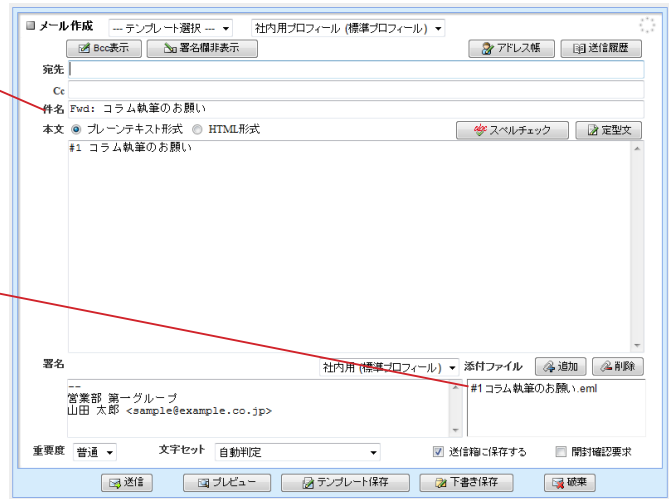 メール作成 --- テンプレート選択 --- 社内用プロフィール (標準プロフィール)
Bcc表示 署名欄非表示 アドレス帳 送信履歴
宛先
Cc
件名 Fwd: コラム執筆のお願い
本文 プレーンテキスト形式 HTML形式 abc スペルチェック 定型文
#1 コラム執筆のお願い
署名 社内用 (標準プロフィール) 添付ファイル 追加 削除
--
営業部 第一グループ
山田 太郎 <sample@example.co.jp>
#1 コラム執筆のお願い.eml
重要度 普通 文字セット 自動判定 送信箱に保存する 開封確認要求
送信 プレビュー テンプレート保存 下書き保存 破棄